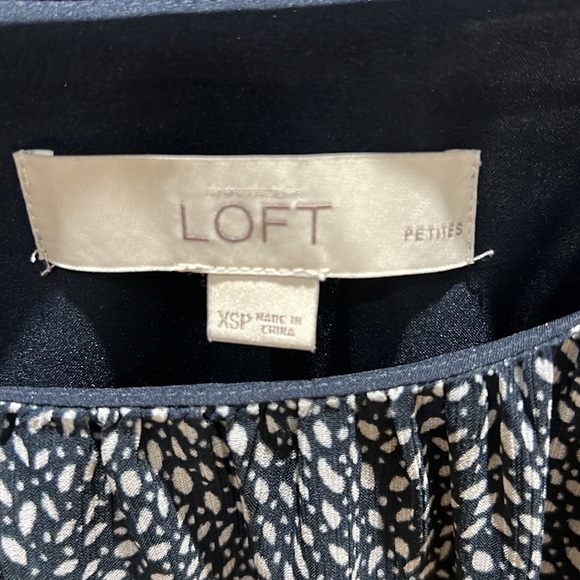 LOFT
PETITES
XSP MADE IN
CHINA